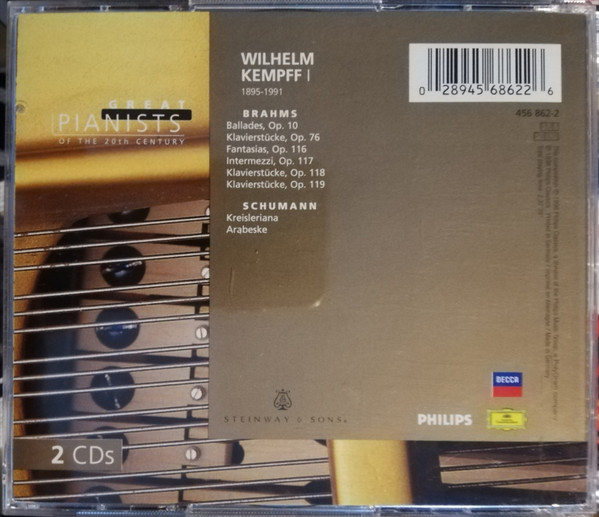 GREAT
PIANISTS
OF THE 20th CENTURY
WILHELM
KEMPFF I
1895-1991
BRAHMS
Ballades, Op. 10
Klavierstücke, Op. 76
Fantasias, Op. 116
Intermezzi, Op. 117
Klavierstücke, Op. 118
Klavierstücke, Op. 119
SCHUMANN
Kreisleriana
Arabeske
0 28945 68622 6
456 862-2
DECCA
STEINWAY & SONS
PHILIPS
2 CDs